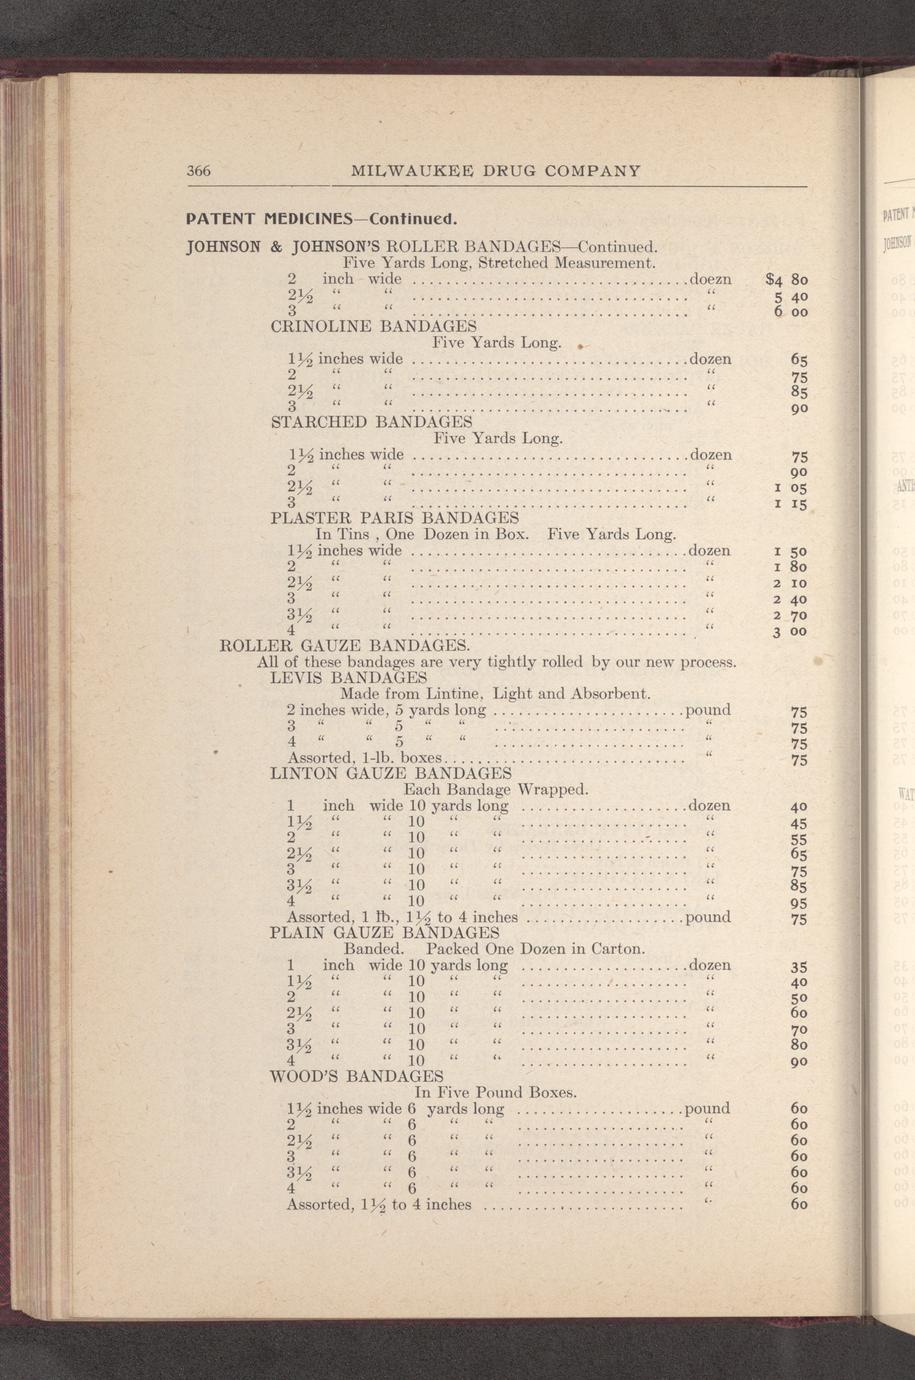 366 MILWAUKEE DRUG COMPANY
PATENT MEDICINES—Continued.
JOHNSON & JOHNSON'S ROLLER BANDAGES—Continued.
Five Yards Long, Stretched Measurement.
2 inch wide ................................doezn $4 80
2½ “ “ ................................ “ 5 40
3 “ “ ................................ “ 6 00
CRINOLINE BANDAGES
Five Yards Long.
1½ inches wide ................................dozen 65
2 “ “ ................................ “ 75
2½ “ “ ................................ “ 85
3 “ “ ................................ “ 90
STARCHED BANDAGES
Five Yards Long.
1½ inches wide ................................dozen 75
2 “ “ ................................ “ 90
2½ “ “ ................................ “ 1 05
3 “ “ ................................ “ 1 15
PLASTER PARIS BANDAGES
In Tins , One Dozen in Box. Five Yards Long.
1½ inches wide ................................dozen 1 50
2 “ “ ................................ “ 1 80
2½ “ “ ................................ “ 2 10
3 “ “ ................................ “ 2 40
3½ “ “ ................................ “ 2 70
4 “ “ ................................ “ 3 00
ROLLER GAUZE BANDAGES.
All of these bandages are very tightly rolled by our new process.
LEVIS BANDAGES
Made from Lintine, Light and Absorbent.
2 inches wide, 5 yards long ......................pound 75
3 “ “ 5 “ “ ...................... “ 75
4 “ “ 5 “ “ ...................... “ 75
Assorted, 1-lb. boxes............................ “ 75
LINTON GAUZE BANDAGES
Each Bandage Wrapped.
1 inch wide 10 yards long ....................dozen 40
1½ “ “ 10 “ “ .................... “ 45
2 “ “ 10 “ “ .................... “ 55
2½ “ “ 10 “ “ .................... “ 65
3 “ “ 10 “ “ .................... “ 75
3½ “ “ 10 “ “ .................... “ 85
4 “ “ 10 “ “ .................... “ 95
Assorted, 1 lb., 1½ to 4 inches ...................pound 75
PLAIN GAUZE BANDAGES
Banded. Packed One Dozen in Carton.
1 inch wide 10 yards long ....................dozen 35
1½ “ “ 10 “ “ .................... “ 40
2 “ “ 10 “ “ .................... “ 50
2½ “ “ 10 “ “ .................... “ 60
3 “ “ 10 “ “ .................... “ 70
3½ “ “ 10 “ “ .................... “ 80
4 “ “ 10 “ “ .................... “ 90
WOOD'S BANDAGES
In Five Pound Boxes.
1½ inches wide 6 yards long ....................pound 60
2 “ “ 6 “ “ .................... “ 60
2½ “ “ 6 “ “ .................... “ 60
3 “ “ 6 “ “ .................... “ 60
3½ “ “ 6 “ “ .................... “ 60
4 “ “ 6 “ “ .................... “ 60
Assorted, 1½ to 4 inches ........................ “ 60
PATENT
JOHNSON